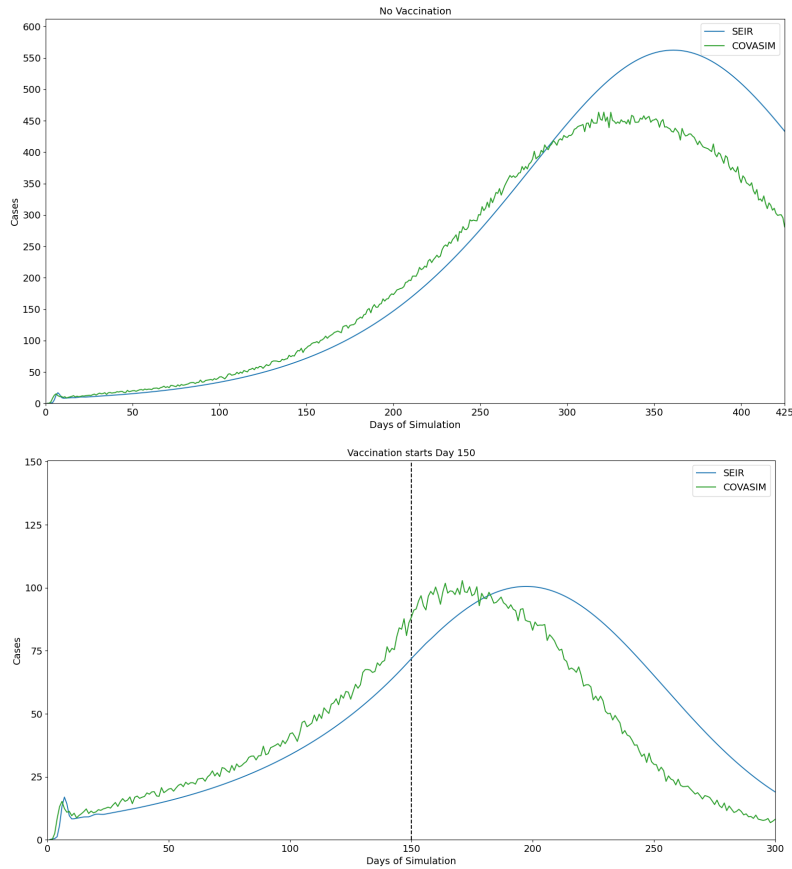 No Vaccination
600
550
500
450
400
350
300
250
200
150
100
50
0
Cases
SEIR
COVASIM
0 50 100 150 200 250 300 350 400 425
Days of Simulation
Vaccination starts Day 150
150
125
100
75
50
25
0
Cases
SEIR
COVASIM
0 50 100 150 200 250 300
Days of Simulation